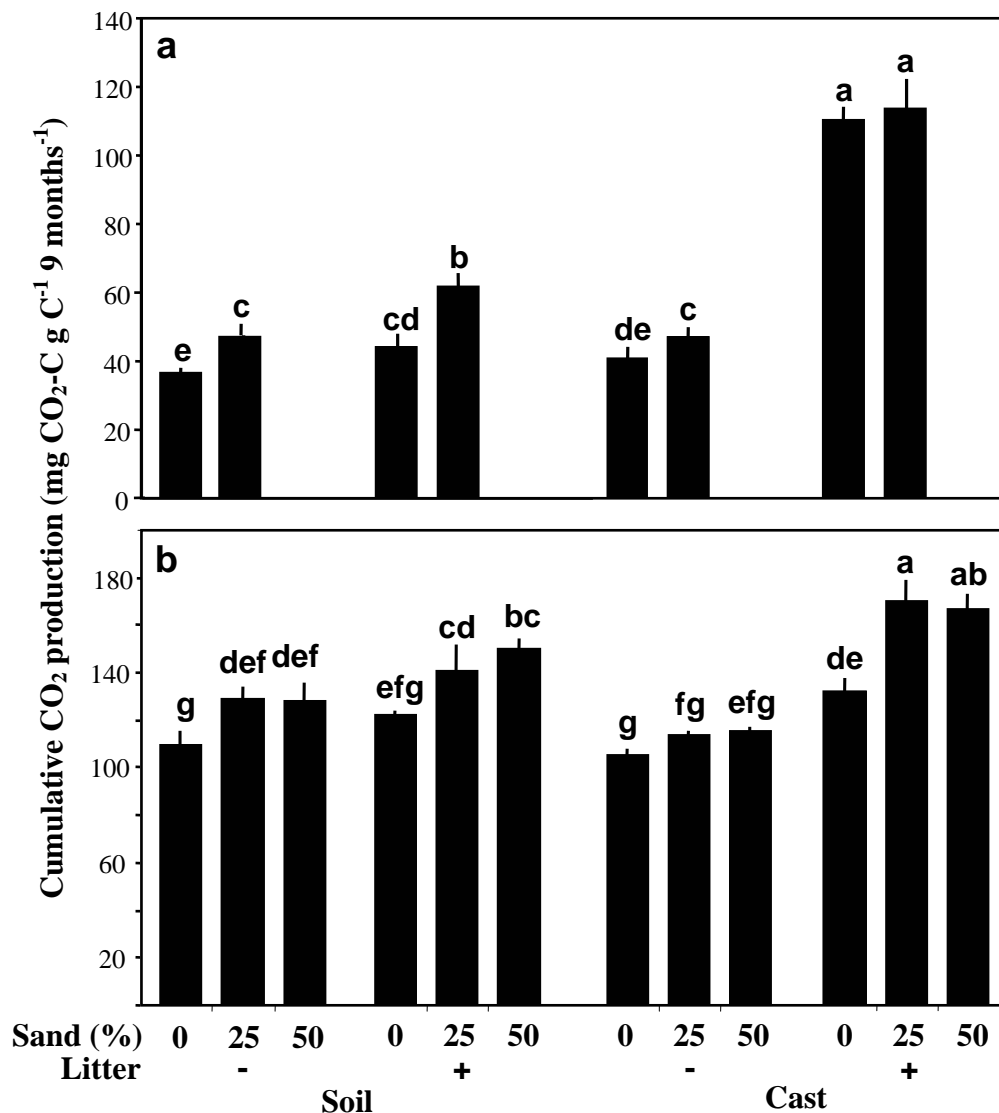 Cumulative CO₂ production (mg CO₂-C g C⁻¹ 9 months⁻¹)
a
140
120
100
80
60
40
20
0
e c cd b de c a a
b
180
140
100
60
20
g def def efg cd bc g fg efg de a ab
Sand (%) 0 25 50 0 25 50 0 25 50 0 25 50
Litter - + - +
Soil Cast